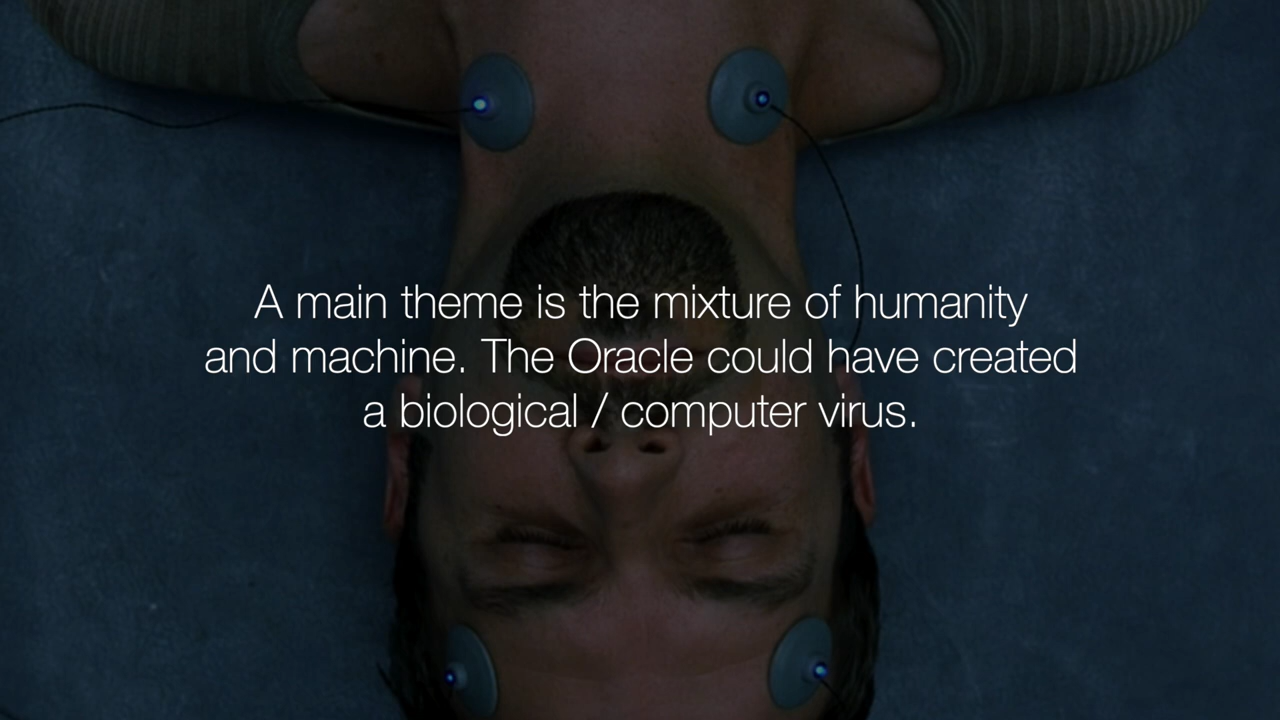 A main theme is the mixture of humanity
and machine. The Oracle could have created
a biological / computer virus.